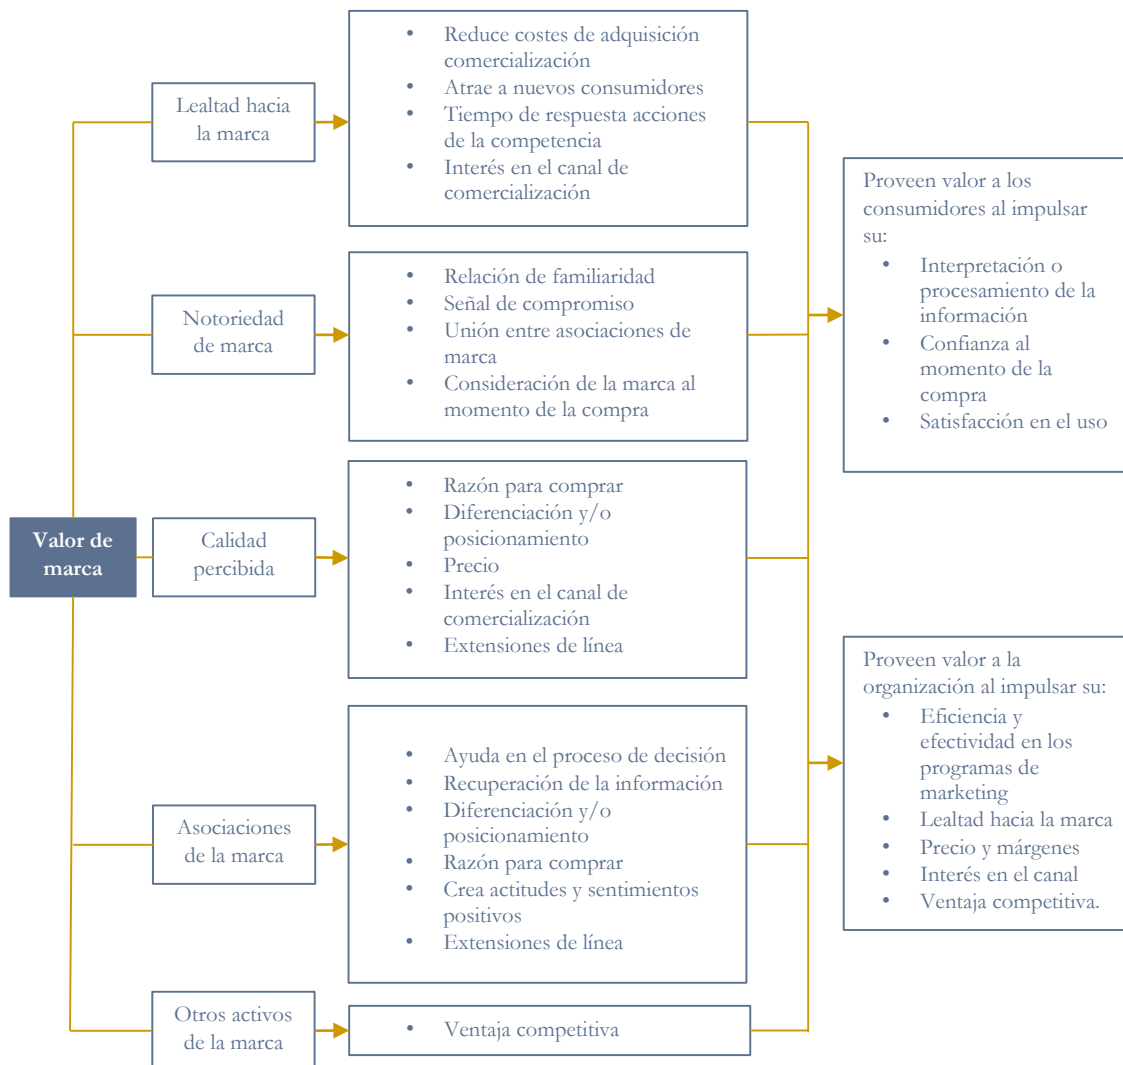 Valor de
marca
Lealtad hacia
la marca
• Reduce costes de adquisición
comercialización
• Atrae a nuevos consumidores
• Tiempo de respuesta acciones
de la competencia
• Interés en el canal de
comercialización
Notoriedad
de marca
• Relación de familiaridad
• Señal de compromiso
• Unión entre asociaciones de
marca
• Consideración de la marca al
momento de la compra
Calidad
percibida
• Razón para comprar
• Diferenciación y/o
posicionamiento
• Precio
• Interés en el canal de
comercialización
• Extensiones de línea
Asociaciones
de la marca
• Ayuda en el proceso de decisión
• Recuperación de la información
• Diferenciación y/o
posicionamiento
• Razón para comprar
• Crea actitudes y sentimientos
positivos
• Extensiones de línea
Otros activos
de la marca
• Ventaja competitiva
Proveen valor a los
consumidores al impulsar
su:
• Interpretación o
procesamiento de la
información
• Confianza al
momento de la
compra
• Satisfacción en el uso
Proveen valor a la
organización al impulsar su:
• Eficiencia y
efectividad en los
programas de
marketing
• Lealtad hacia la marca
• Precio y márgenes
• Interés en el canal
• Ventaja competitiva.